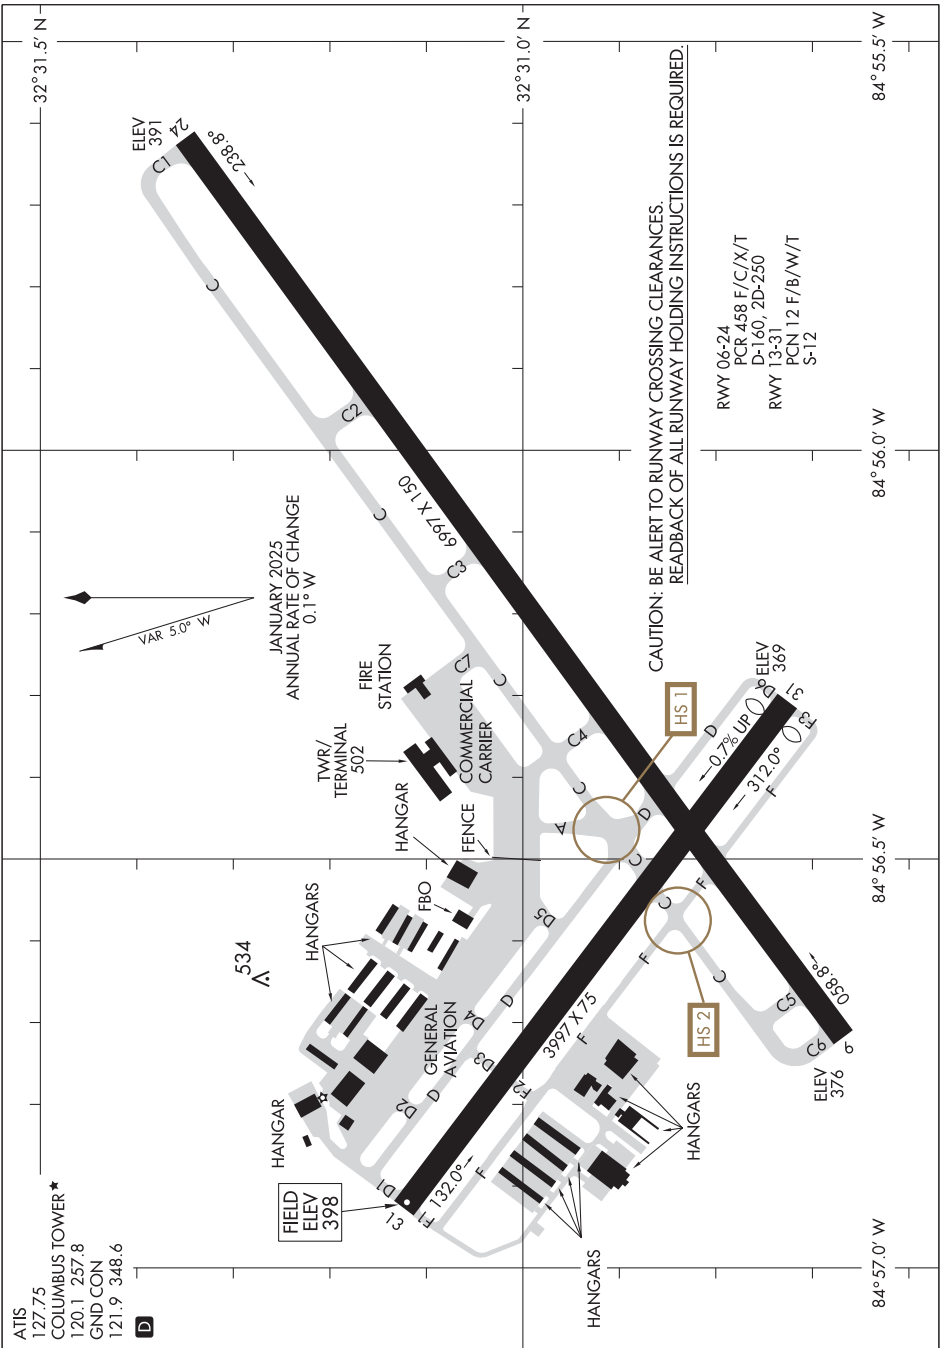 ATIS
127.75
COLUMBUS TOWER★
120.1 257.8
GND CON
121.9 348.6
D
32°31.5' N
32°31.0' N
84°55.5' W
84°56.0' W
84°56.5' W
84°57.0' W
ELEV
391
24
238.8°
C1
C
C2
C
6997 X 150
C3
C7
C
C4
C
JANUARY 2025
ANNUAL RATE OF CHANGE
0.1° W
VAR 5.0° W
FIRE
STATION
TWR/
TERMINAL
502
COMMERCIAL
CARRIER
HANGAR
FENCE
FBO
HANGARS
534
GENERAL
AVIATION
HANGAR
FIELD
ELEV
398
13
132.0°
D1
F1
F
D2
D
D3
D4
D
D5
A
D
C
C
3997 X 75
F2
F
F
F
C
C5
C6
058.8°
6
ELEV
376
HS 1
HS 2
D
0.7% UP
312.0°
F
D6
F3
31
ELEV
369
HANGARS
HANGARS
CAUTION: BE ALERT TO RUNWAY CROSSING CLEARANCES.
READBACK OF ALL RUNWAY HOLDING INSTRUCTIONS IS REQUIRED.
RWY 06-24
PCR 458 F/C/X/T
D-160, 2D-250
RWY 13-31
PCN 12 F/B/W/T
S-12